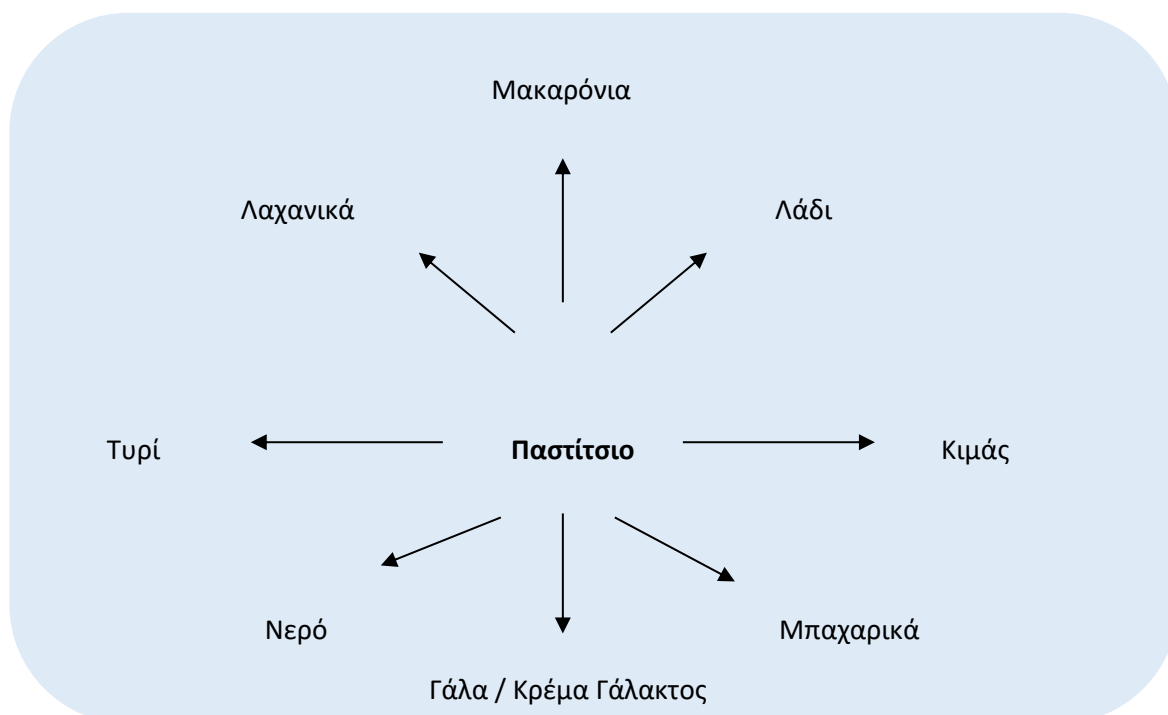 Μακαρόνια
Λαχανικά
Λάδι
Τυρί
Παστίτσιο
Κιμάς
Νερό
Μπαχαρικά
Γάλα / Κρέμα Γάλακτος